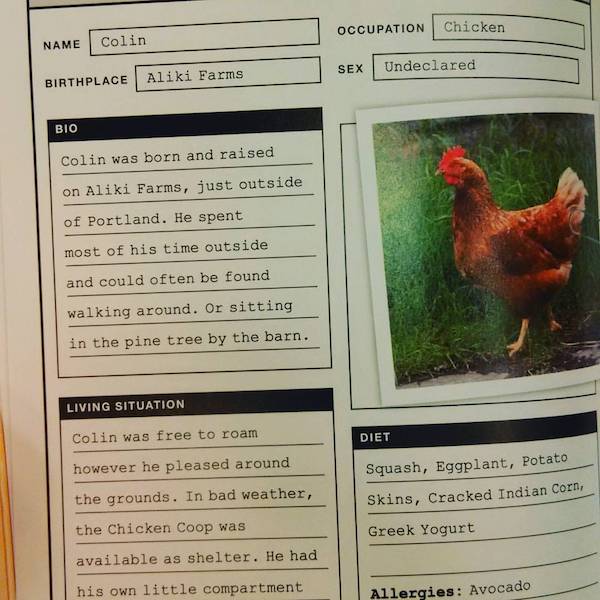 NAME Colin
OCCUPATION Chicken
BIRTHPLACE Aliki Farms
SEX Undeclared
BIO
Colin was born and raised
on Aliki Farms, just outside
of Portland. He spent
most of his time outside
and could often be found
walking around. Or sitting
in the pine tree by the barn.
LIVING SITUATION
Colin was free to roam
however he pleased around
the grounds. In bad weather,
the Chicken Coop was
available as shelter. He had
his own little compartment
DIET
Squash, Eggplant, Potato
Skins, Cracked Indian Corn,
Greek Yogurt
Allergies: Avocado